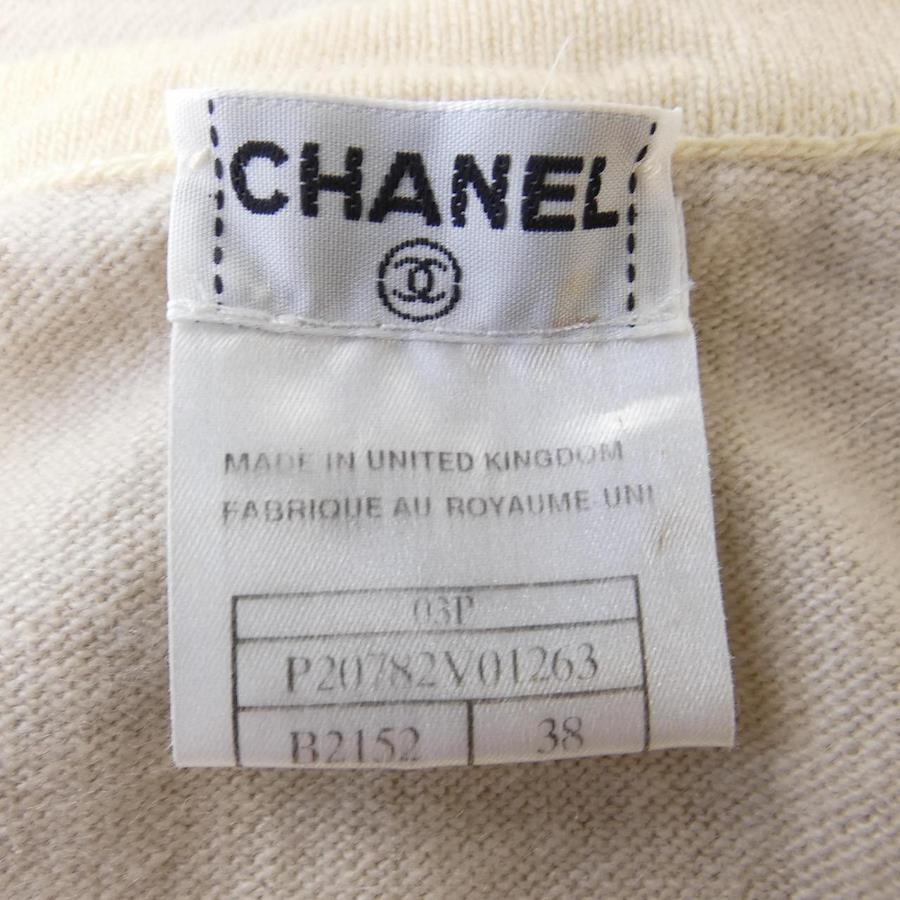 CHANEL
MADE IN UNITED KINGDOM
FABRIQUE AU ROYAUME-UNI
03P
P20782V01263
B2152 38